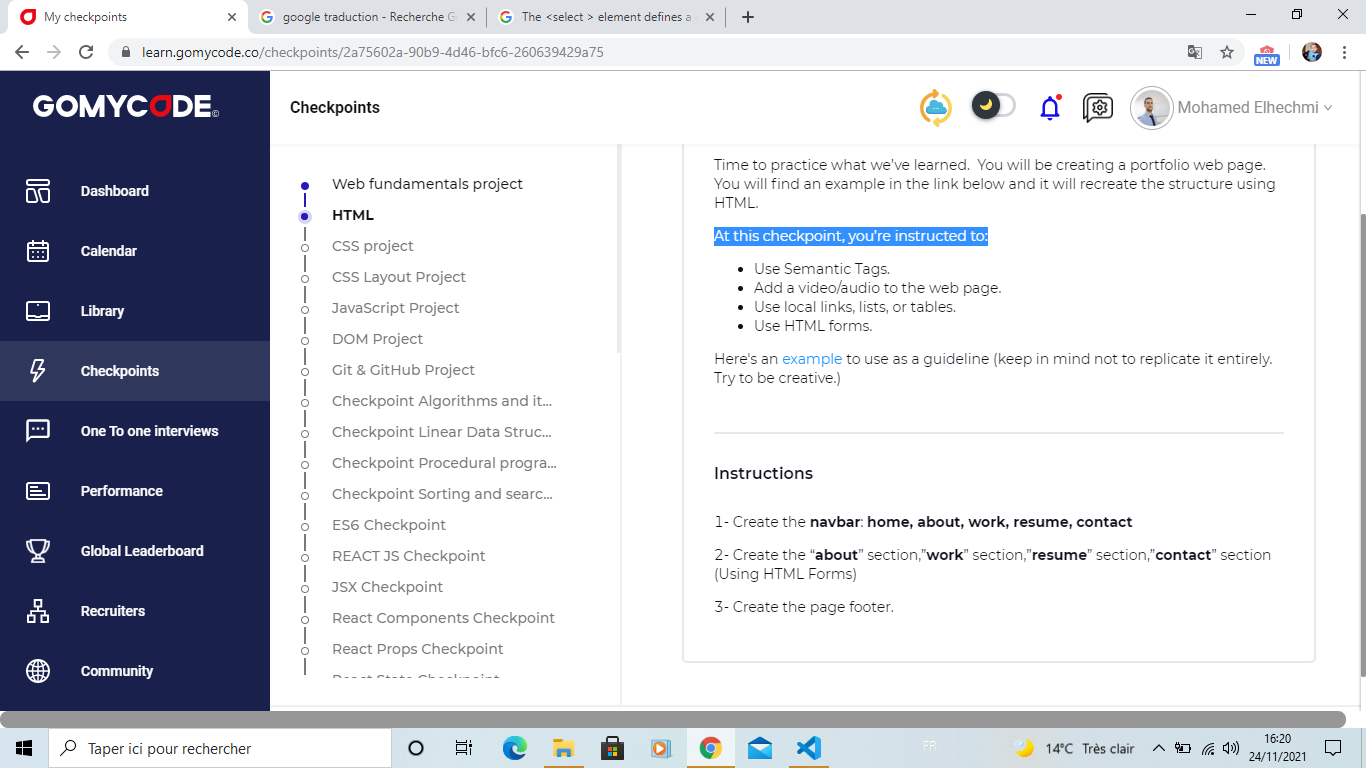 My checkpoints
google traduction - Recherche G
The <select > element defines a
learn.gomycode.co/checkpoints/2a75602a-90b9-4d46-bfc6-260639429a75
NEW
GOMYCODE©
Checkpoints
Mohamed Elhechmi
Dashboard
Calendar
Library
Checkpoints
One To one interviews
Performance
Global Leaderboard
Recruiters
Community
Web fundamentals project
HTML
CSS project
CSS Layout Project
JavaScript Project
DOM Project
Git & GitHub Project
Checkpoint Algorithms and it...
Checkpoint Linear Data Struc...
Checkpoint Procedural progra...
Checkpoint Sorting and searc...
ES6 Checkpoint
REACT JS Checkpoint
JSX Checkpoint
React Components Checkpoint
React Props Checkpoint
React State Checkpoint
Time to practice what we’ve learned.  You will be creating a portfolio web page.
You will find an example in the link below and it will recreate the structure using
HTML.
At this checkpoint, you’re instructed to:
• Use Semantic Tags.
• Add a video/audio to the web page.
• Use local links, lists, or tables.
• Use HTML forms.
Here's an example to use as a guideline (keep in mind not to replicate it entirely.
Try to be creative.)
Instructions
1- Create the navbar: home, about, work, resume, contact
2- Create the “about” section,”work” section,”resume” section,”contact” section
(Using HTML Forms)
3- Create the page footer.
Taper ici pour rechercher
FR
14°C Très clair
16:20
24/11/2021